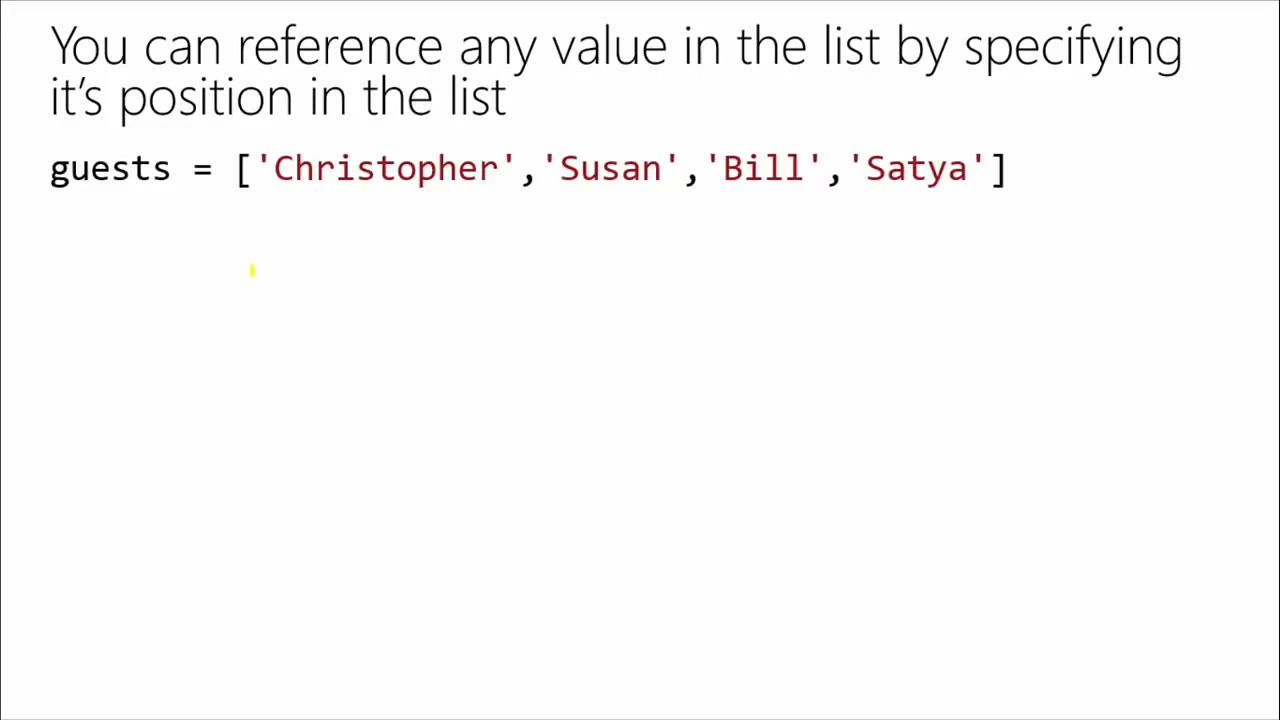 You can reference any value in the list by specifying
it’s position in the list
guests = ['Christopher','Susan','Bill','Satya']